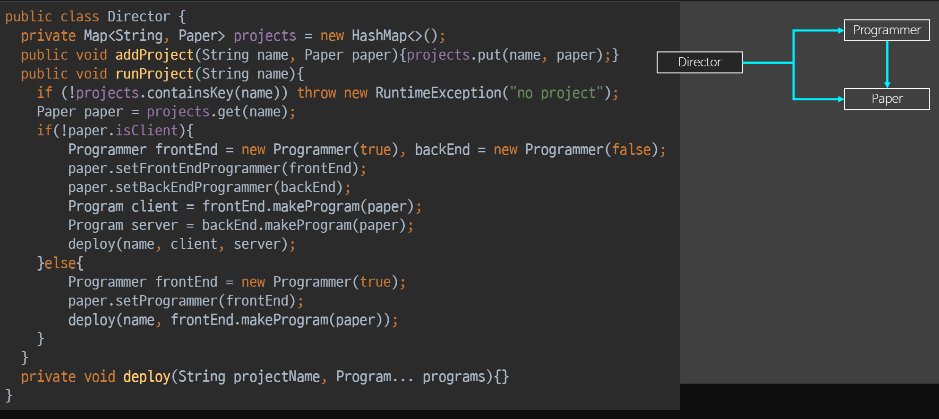 public class Director {
  private Map<String, Paper> projects = new HashMap<>();
  public void addProject(String name, Paper paper){projects.put(name, paper);}
  public void runProject(String name){
    if (!projects.containsKey(name)) throw new RuntimeException("no project");
    Paper paper = projects.get(name);
    if(!paper.isClient){
        Programmer frontEnd = new Programmer(true), backEnd = new Programmer(false);
        paper.setFrontEndProgrammer(frontEnd);
        paper.setBackEndProgrammer(backEnd);
        Program client = frontEnd.makeProgram(paper);
        Program server = backEnd.makeProgram(paper);
        deploy(name, client, server);
    }else{
        Programmer frontEnd = new Programmer(true);
        paper.setProgrammer(frontEnd);
        deploy(name, frontEnd.makeProgram(paper));
    }
  }
  private void deploy(String projectName, Program... programs){}
}
Programmer
Director
Paper